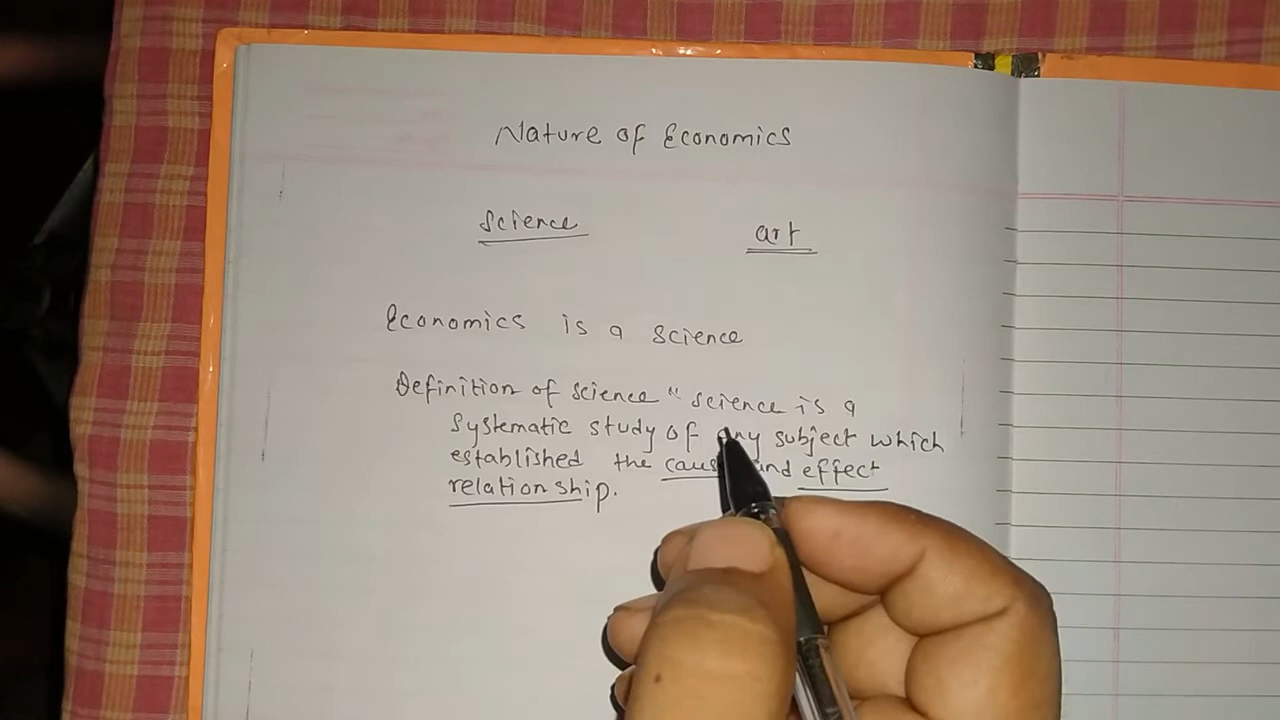 Nature of Economics
science art
Economics is a science
Definition of science " science is a
systematic study of any subject which
established the and effect
relationship.